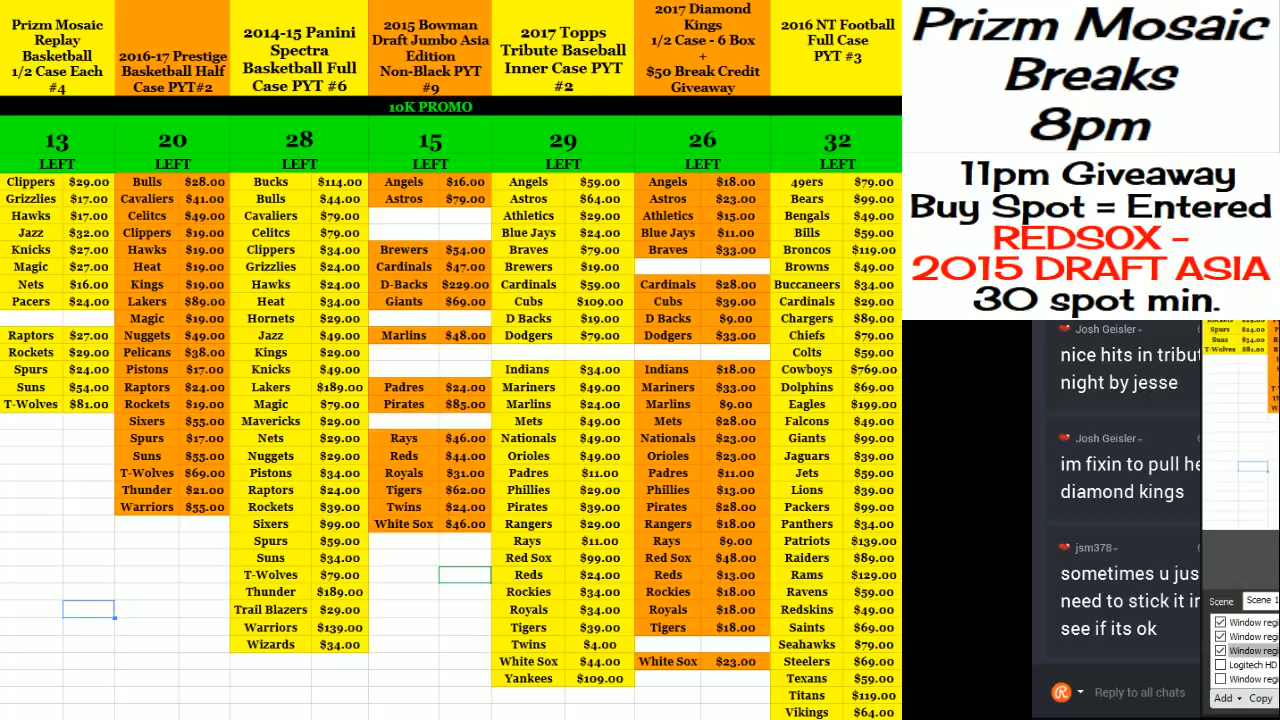 Prizm Mosaic
Replay
Basketball
1/2 Case Each
#4
2016-17 Prestige
Basketball Half
Case PYT#2
2014-15 Panini
Spectra
Basketball Full
Case PYT #6
2015 Bowman
Draft Jumbo Asia
Edition
Non-Black PYT
#9
2017 Topps
Tribute Baseball
Inner Case PYT
#2
2017 Diamond
Kings
1/2 Case - 6 Box
+
$50 Break Credit
Giveaway
2016 NT Football
Full Case
PYT #3
10K PROMO
13 20 28 15 29 26 32
LEFT LEFT LEFT LEFT LEFT LEFT LEFT
Clippers $29.00 Bulls $28.00 Bucks $114.00 Angels $16.00 Angels $59.00 Angels $18.00 49ers $79.00
Grizzlies $17.00 Cavaliers $41.00 Bulls $44.00 Astros $79.00 Astros $64.00 Astros $23.00 Bears $99.00
Hawks $17.00 Celitcs $49.00 Cavaliers $79.00 Athletics $29.00 Athletics $15.00 Bengals $49.00
Jazz $32.00 Clippers $19.00 Celitcs $79.00 Blue Jays $24.00 Blue Jays $11.00 Bills $59.00
Knicks $27.00 Hawks $19.00 Clippers $34.00 Brewers $54.00 Braves $79.00 Braves $33.00 Broncos $119.00
Magic $27.00 Heat $19.00 Grizzlies $24.00 Cardinals $47.00 Brewers $19.00 Browns $49.00
Nets $16.00 Kings $19.00 Hawks $24.00 D-Backs $229.00 Cardinals $59.00 Cardinals $28.00 Buccaneers $34.00
Pacers $24.00 Lakers $89.00 Heat $34.00 Giants $69.00 Cubs $109.00 Cubs $39.00 Cardinals $29.00
Magic $19.00 Hornets $29.00 D Backs $19.00 D Backs $9.00 Chargers $89.00
Raptors $27.00 Nuggets $49.00 Jazz $49.00 Marlins $48.00 Dodgers $79.00 Dodgers $33.00 Chiefs $79.00
Rockets $29.00 Pelicans $38.00 Kings $29.00 Colts $59.00
Spurs $24.00 Pistons $17.00 Knicks $49.00 Indians $34.00 Indians $18.00 Cowboys $769.00
Suns $54.00 Raptors $24.00 Lakers $189.00 Padres $24.00 Mariners $49.00 Mariners $33.00 Dolphins $69.00
T-Wolves $81.00 Rockets $19.00 Magic $79.00 Pirates $85.00 Marlins $24.00 Marlins $9.00 Eagles $199.00
Sixers $55.00 Mavericks $29.00 Mets $49.00 Mets $28.00 Falcons $49.00
Spurs $17.00 Nets $29.00 Rays $46.00 Nationals $49.00 Nationals $23.00 Giants $99.00
Suns $55.00 Nuggets $29.00 Reds $44.00 Orioles $49.00 Orioles $23.00 Jaguars $39.00
T-Wolves $69.00 Pistons $34.00 Royals $31.00 Padres $11.00 Padres $11.00 Jets $59.00
Thunder $21.00 Raptors $24.00 Tigers $62.00 Phillies $29.00 Phillies $13.00 Lions $39.00
Warriors $55.00 Rockets $39.00 Twins $24.00 Pirates $39.00 Pirates $28.00 Packers $99.00
Sixers $99.00 White Sox $46.00 Rangers $29.00 Rangers $18.00 Panthers $34.00
Spurs $59.00 Rays $11.00 Rays $9.00 Patriots $139.00
Suns $34.00 Red Sox $99.00 Red Sox $48.00 Raiders $89.00
T-Wolves $79.00 Reds $24.00 Reds $13.00 Rams $129.00
Thunder $189.00 Rockies $34.00 Rockies $18.00 Ravens $59.00
Trail Blazers $29.00 Royals $34.00 Royals $18.00 Redskins $49.00
Warriors $139.00 Tigers $39.00 Tigers $18.00 Saints $69.00
Wizards $34.00 Twins $4.00 Seahawks $79.00
White Sox $44.00 White Sox $23.00 Steelers $69.00
Yankees $109.00 Texans $59.00
Titans $119.00
Vikings $64.00
Prizm Mosaic
Breaks
8pm
11pm Giveaway
Buy Spot = Entered
REDSOX -
2015 DRAFT ASIA
30 spot min.
Josh Geisler
nice hits in tribut
night by jesse
Josh Geisler
im fixin to pull he
diamond kings
jsm378
sometimes u jus
need to stick it in
see if its ok
Reply to all chats
Spurs $24.00
Suns $54.00
T-Wolves $81.00
Scene Scene 1
Window regi
Window regi
Window regi
Logitech HD
Window regi
Add Copy